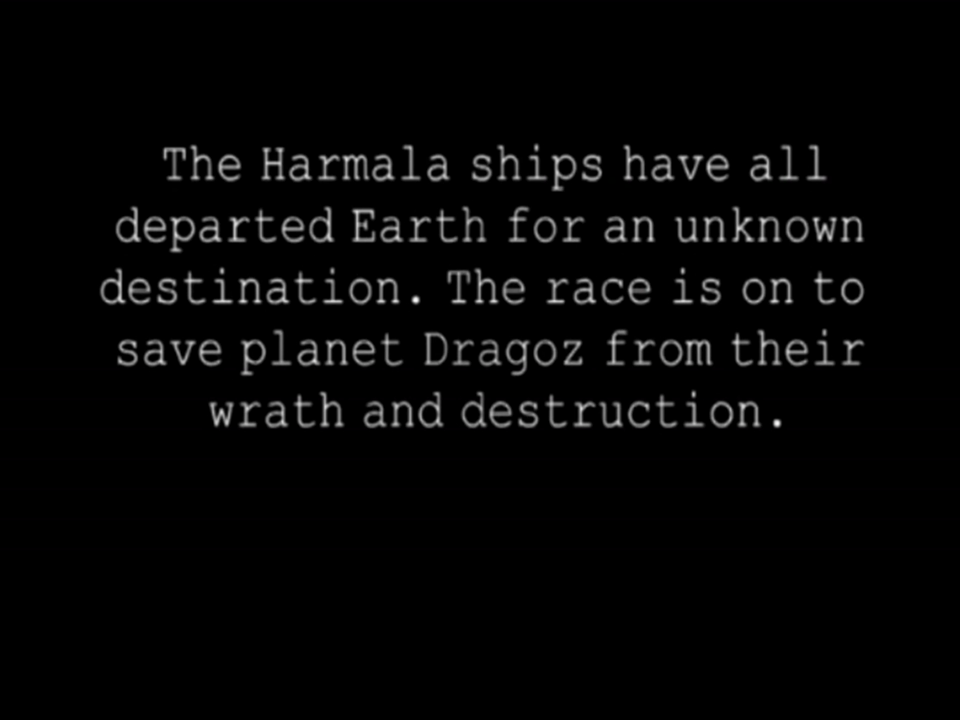 The Harmala ships have all
departed Earth for an unknown
destination. The race is on to
save planet Dragoz from their
wrath and destruction.